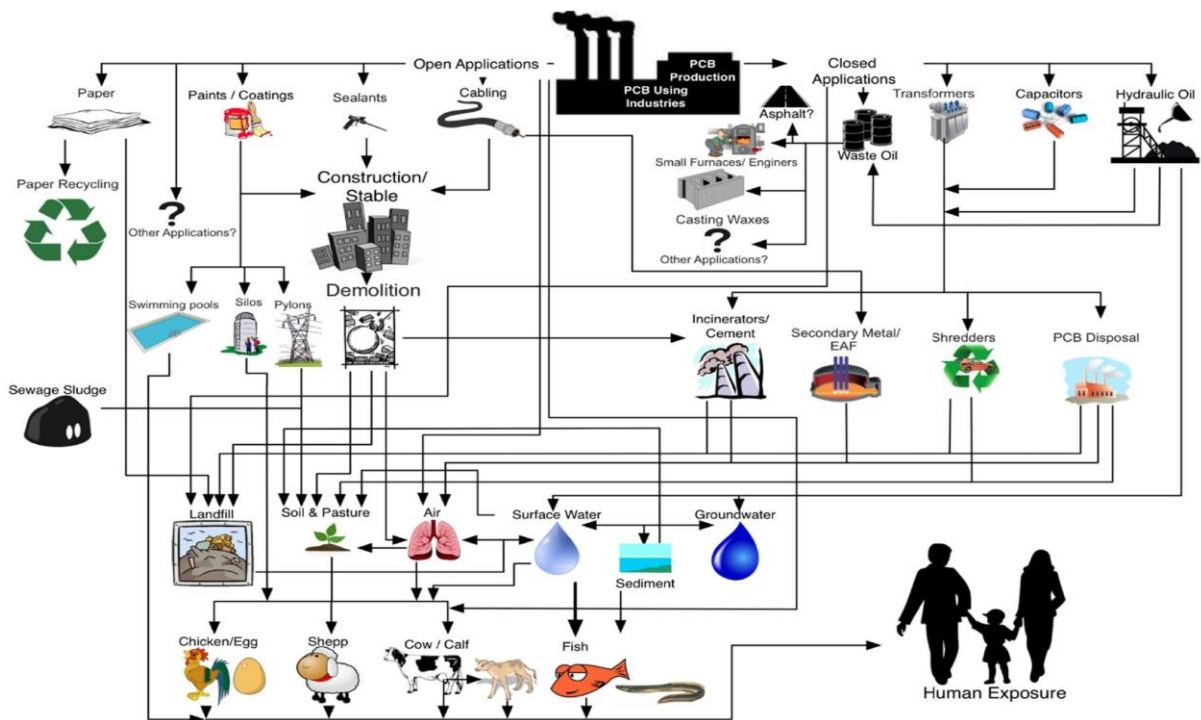 PCB
Production
PCB Using
Industries
Open Applications
Closed
Applications
Paper
Paints / Coatings
Sealants
Cabling
Asphalt?
Transformers
Capacitors
Hydraulic Oil
Waste Oil
Small Furnaces/ Enginers
Paper Recycling
Construction/
Stable
Casting Waxes
?
Other Applications?
?
Other Applications?
Demolition
Swimming pools
Silos
Pylons
Incinerators/
Cement
Secondary Metal/
EAF
Shredders
PCB Disposal
Sewage Sludge
Landfill
Soil & Pasture
Air
Surface Water
Groundwater
Sediment
Chicken/Egg
Shepp
Cow / Calf
Fish
Human Exposure